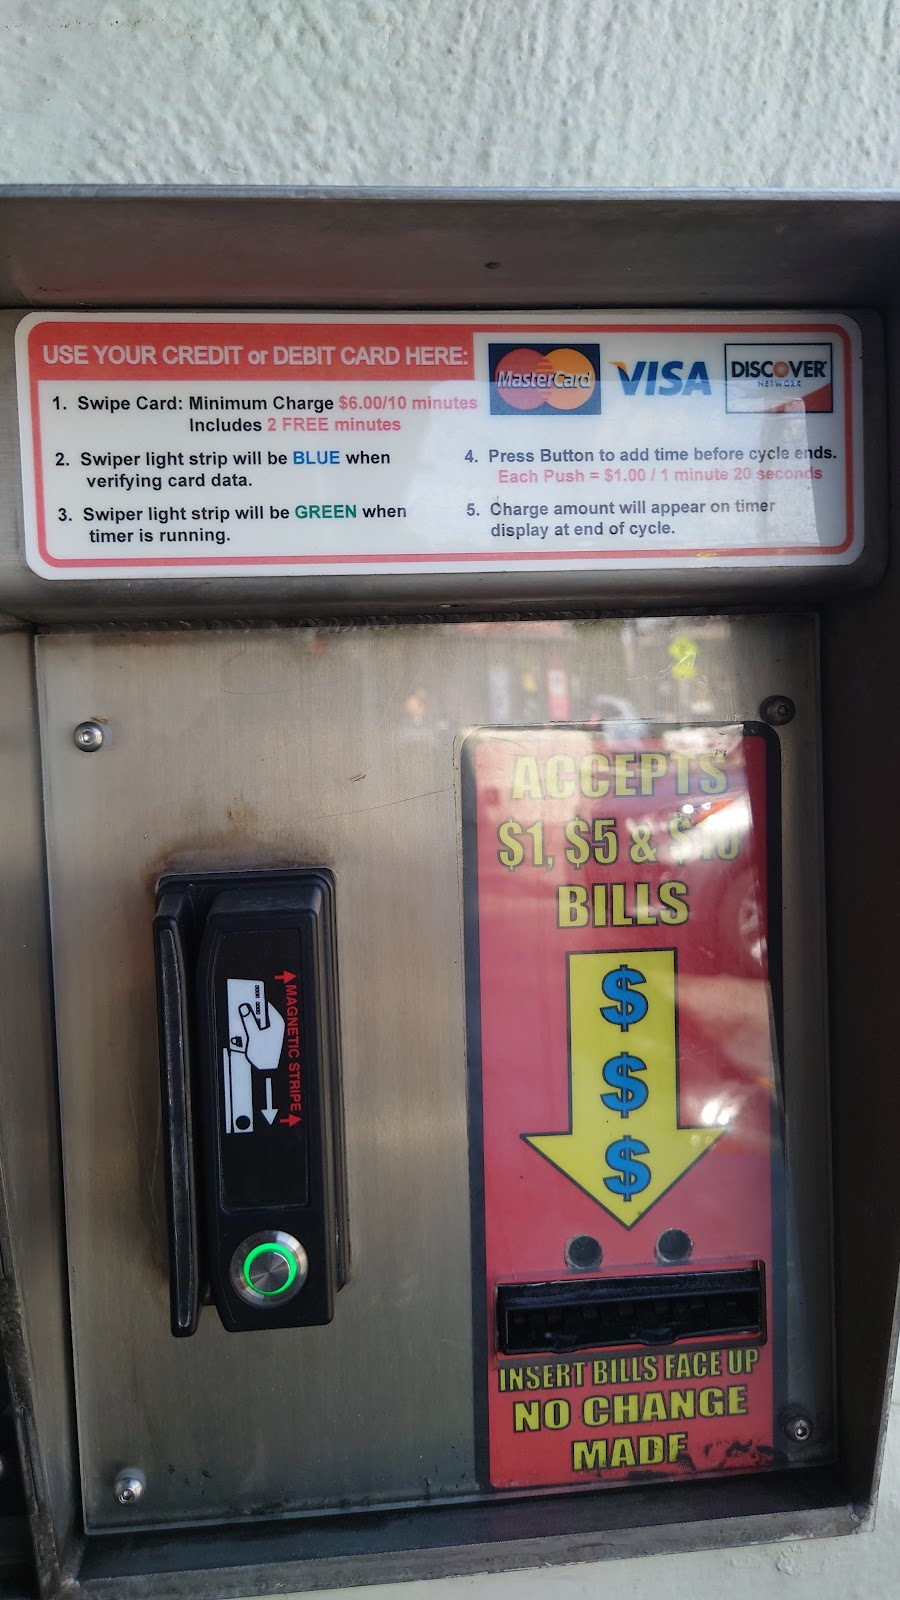 USE YOUR CREDIT or DEBIT CARD HERE:
MasterCard
VISA
DISCOVER
NETWORK
1. Swipe Card: Minimum Charge $6.00/10 minutes
Includes 2 FREE minutes
2. Swiper light strip will be BLUE when
verifying card data.
3. Swiper light strip will be GREEN when
timer is running.
4. Press Button to add time before cycle ends.
Each Push = $1.00 / 1 minute 20 seconds
5. Charge amount will appear on timer
display at end of cycle.
MAGNETIC STRIPE
ACCEPTS
$1, $5 & $10
BILLS
$
$
$
INSERT BILLS FACE UP
NO CHANGE
MADE